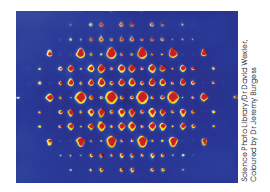 Science Photo Library/Dr David Wexler,
Coloured by Dr Jeremy Burgess